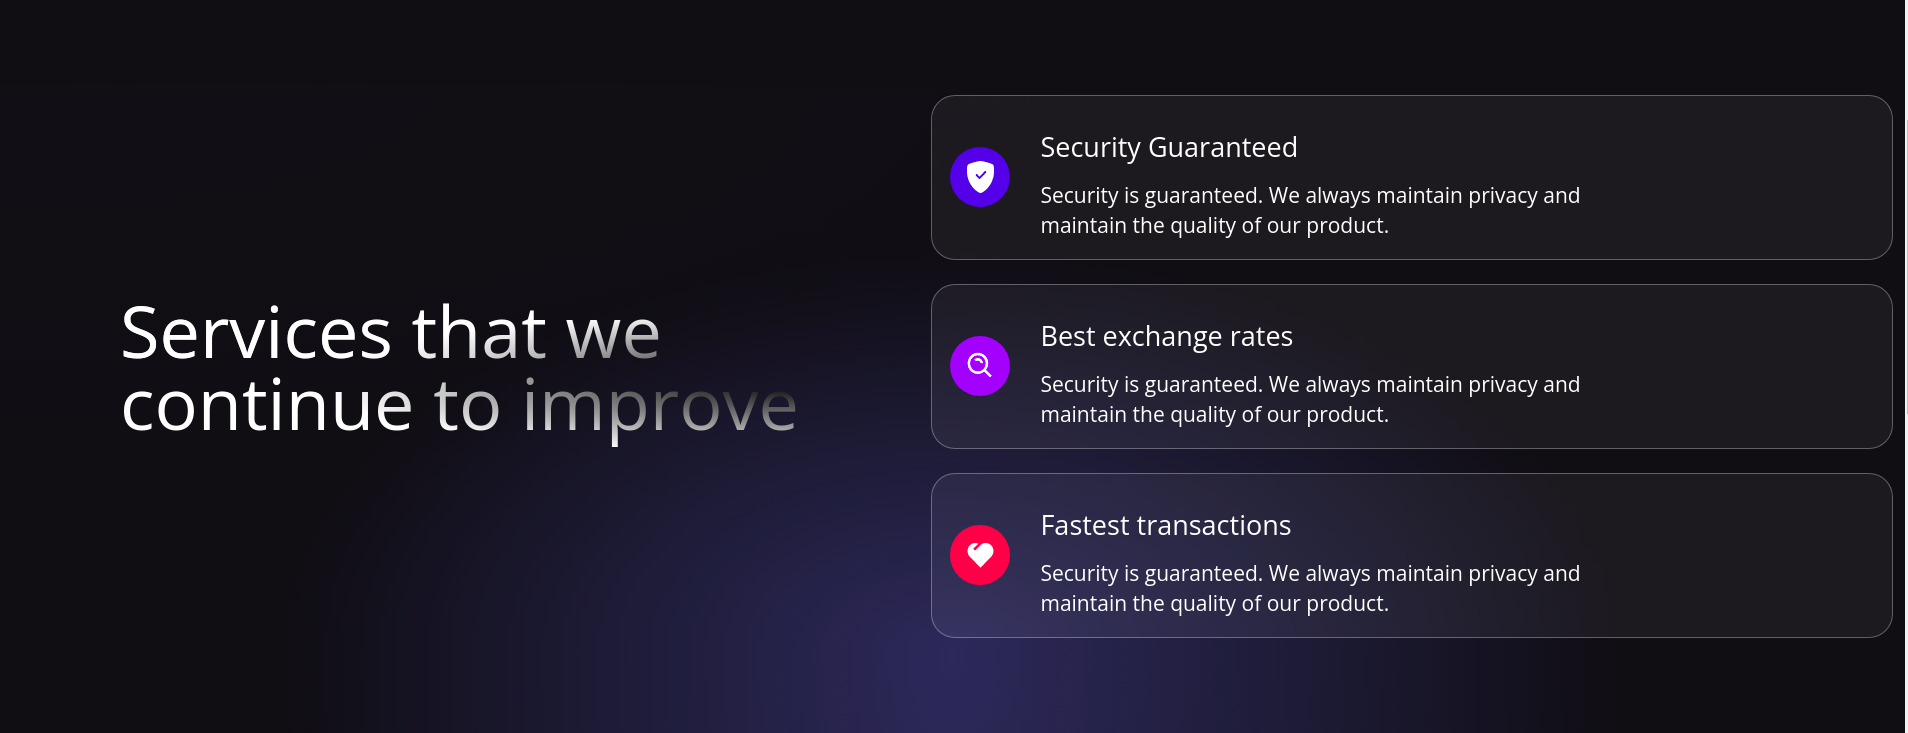 Services that we
continue to improve
Security Guaranteed
Security is guaranteed. We always maintain privacy and
maintain the quality of our product.
Best exchange rates
Security is guaranteed. We always maintain privacy and
maintain the quality of our product.
Fastest transactions
Security is guaranteed. We always maintain privacy and
maintain the quality of our product.